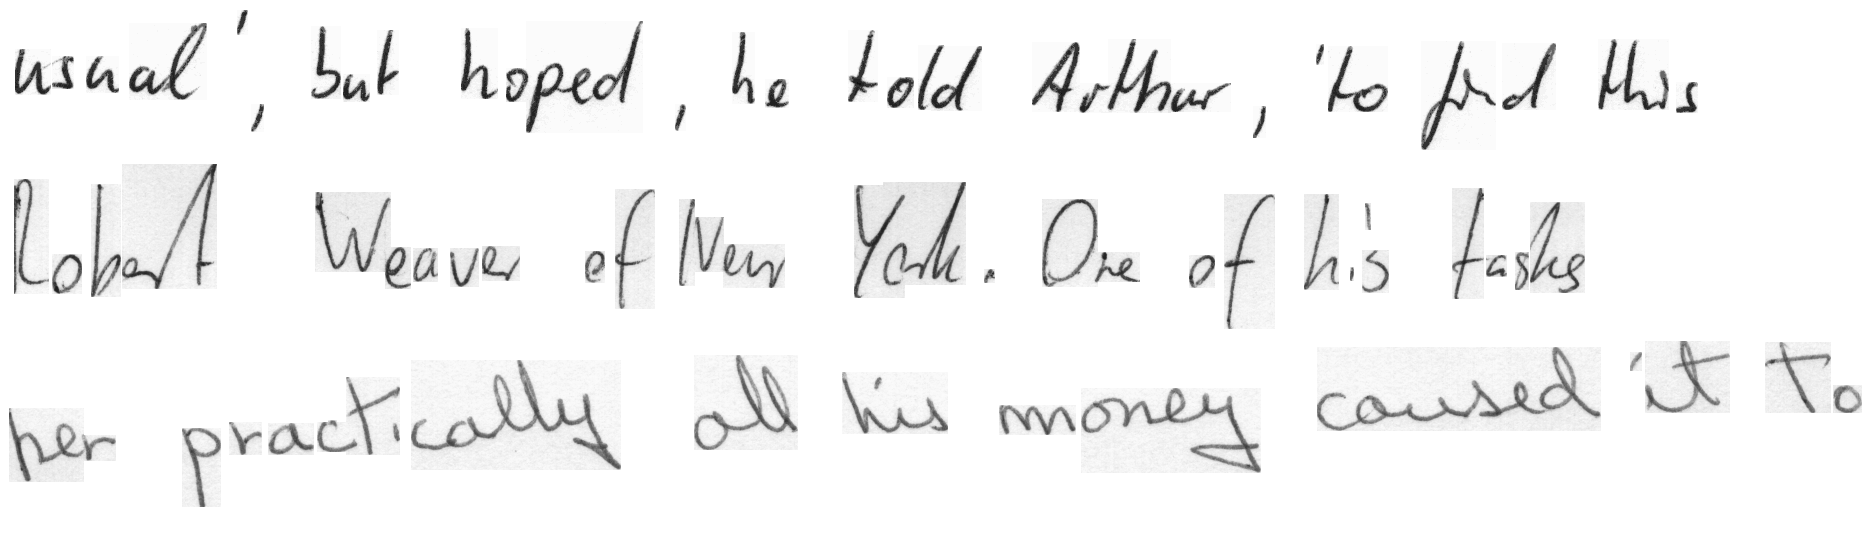 usual', but hoped, he told Arthur, 'to find this
Robert Weaver of New York. One of his tasks
her practically all his money caused it to